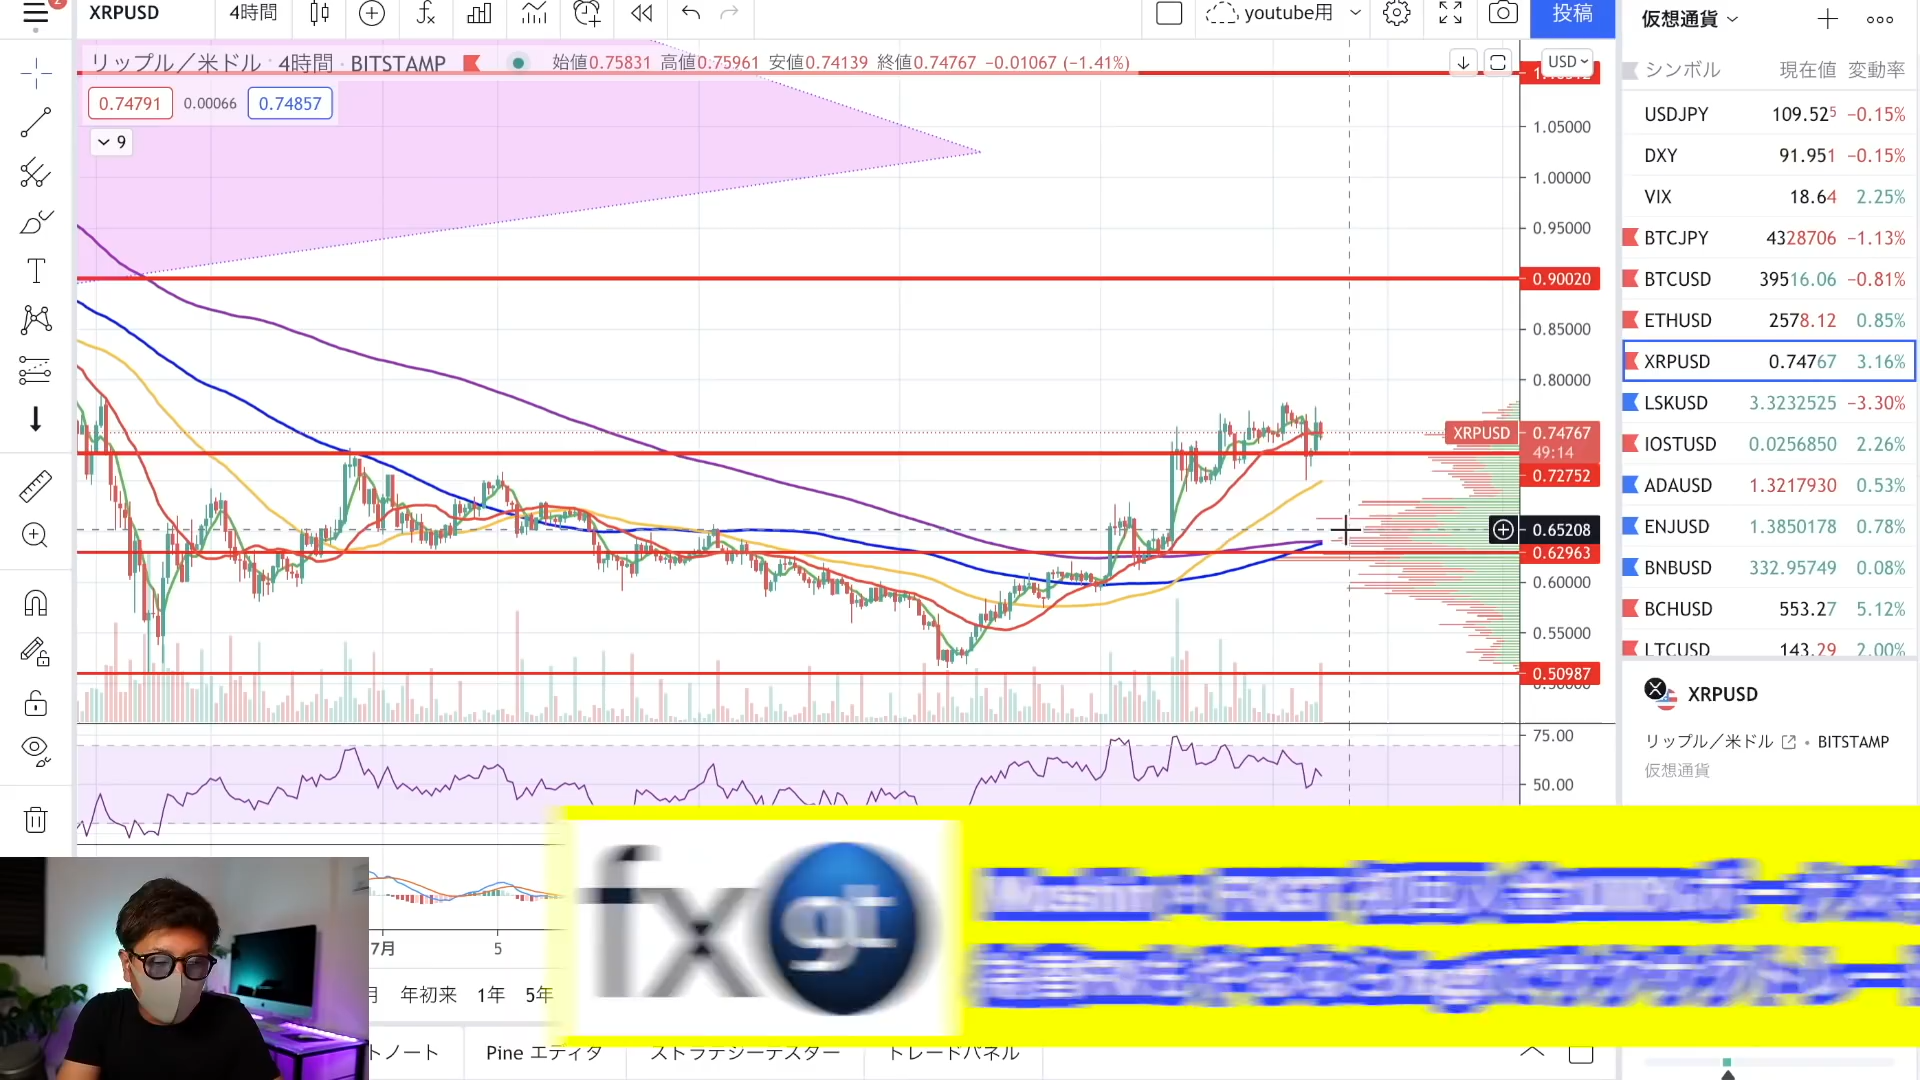 2
XRPUSD
4時間
youtube用
投稿
仮想通貨
リップル／米ドル · 4時間 · BITSTAMP
始値0.75831 高値0.75961 安値0.74139 終値0.74767 −0.01067 (−1.41%)
USD
0.74791
0.00066
0.74857
9
1.05000
1.00000
0.95000
0.90020
0.85000
0.80000
XRPUSD
0.74767
49:14
0.72752
0.65208
0.62963
0.60000
0.55000
0.50987
75.00
50.00
シンボル 現在値 変動率
USDJPY 109.525 −0.15%
DXY 91.951 −0.15%
VIX 18.64 2.25%
BTCJPY 4328706 −1.13%
BTCUSD 39516.06 −0.81%
ETHUSD 2578.12 0.85%
XRPUSD 0.74767 3.16%
LSKUSD 3.3232525 −3.30%
IOSTUSD 0.0256850 2.26%
ADAUSD 1.3217930 0.53%
ENJUSD 1.3850178 0.78%
BNBUSD 332.95749 0.08%
BCHUSD 553.27 5.12%
LTCUSD 143.29 2.00%
XRPUSD
リップル／米ドル • BITSTAMP
仮想通貨
7月
5
年初来 1年 5年
fx gt
Pine エディタ
ストラテジーテスター
トレードパネル